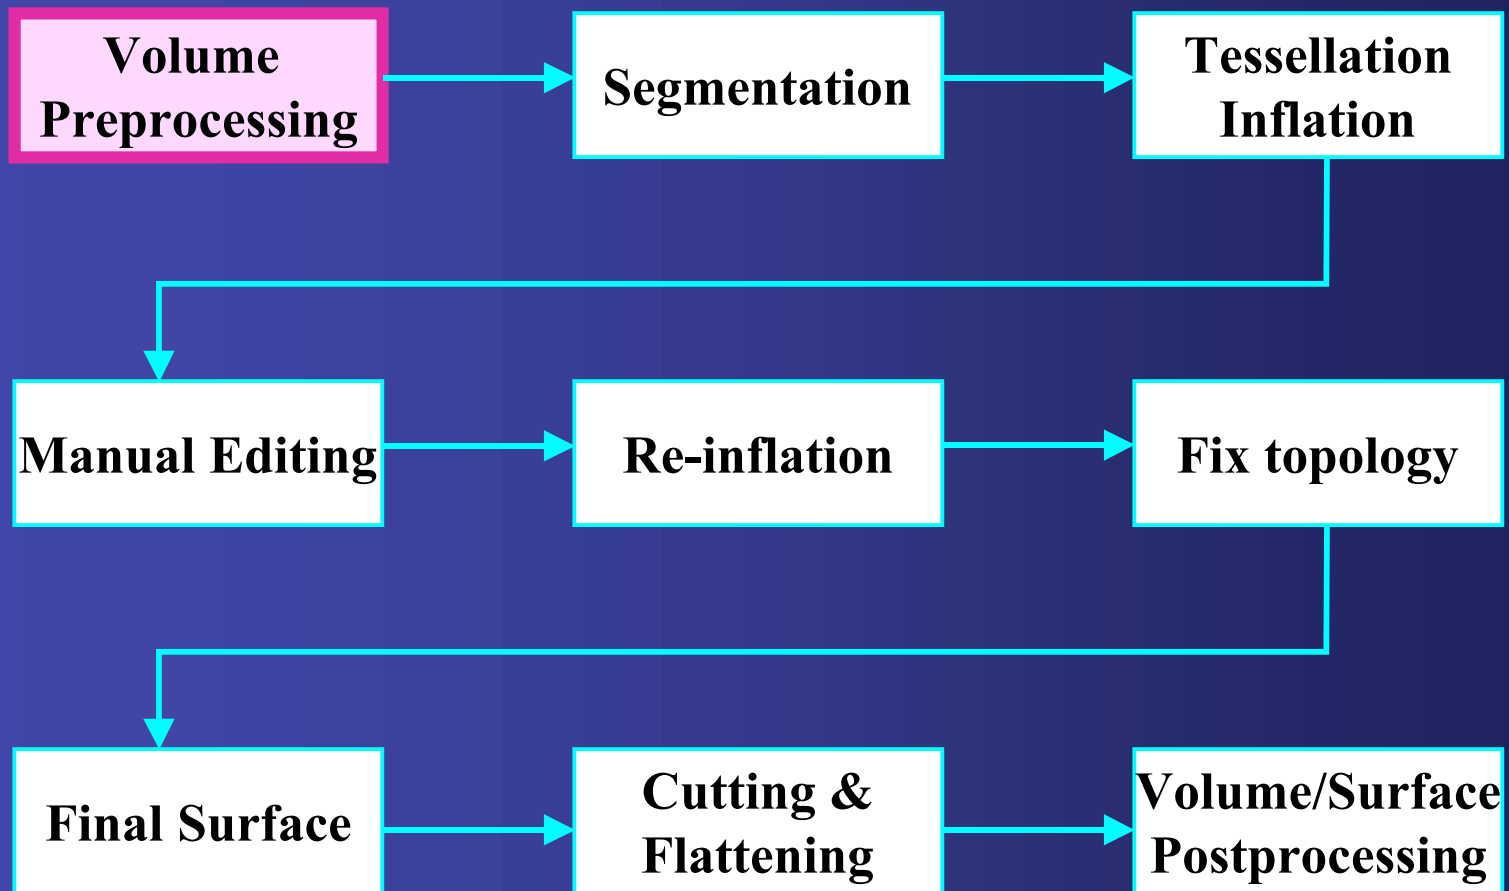 Volume
Preprocessing
Segmentation
Tessellation
Inflation
Manual Editing
Re-inflation
Fix topology
Final Surface
Cutting &
Flattening
Volume/Surface
Postprocessing